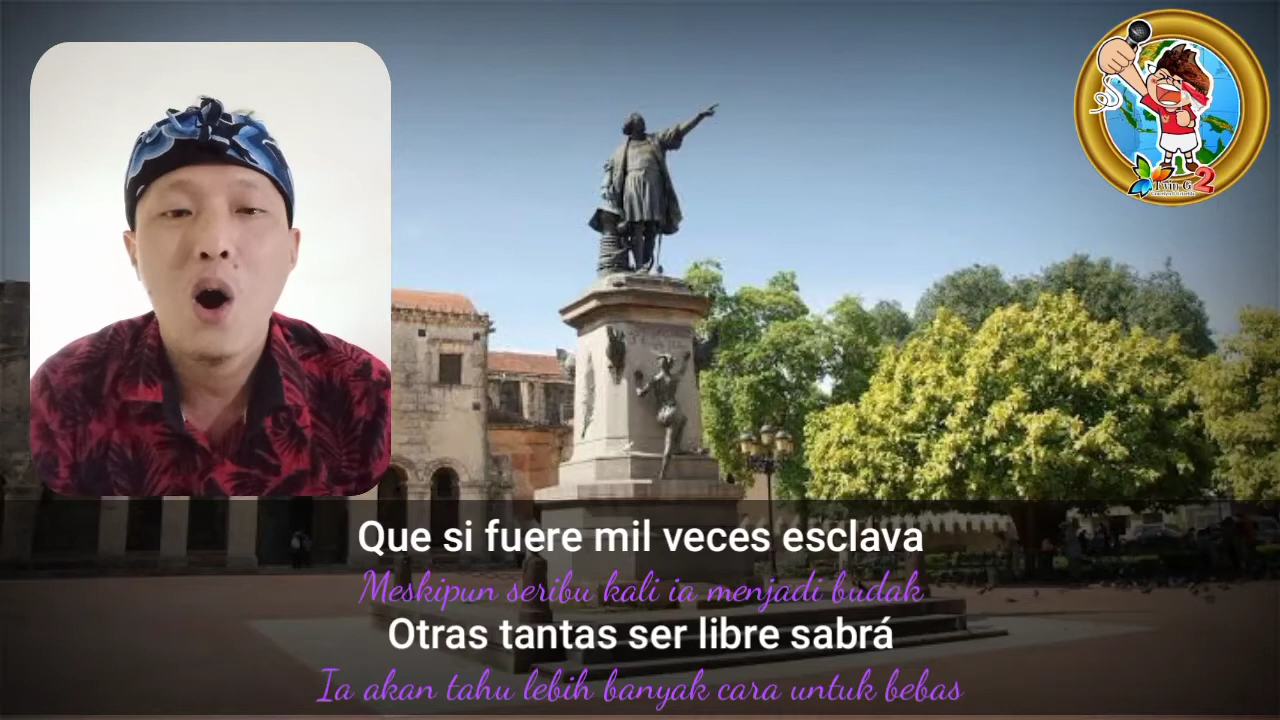 Que si fuere mil veces esclava
Meskipun seribu kali ia menjadi budak
Otras tantas ser libre sabrá
Ia akan tahu lebih banyak cara untuk bebas